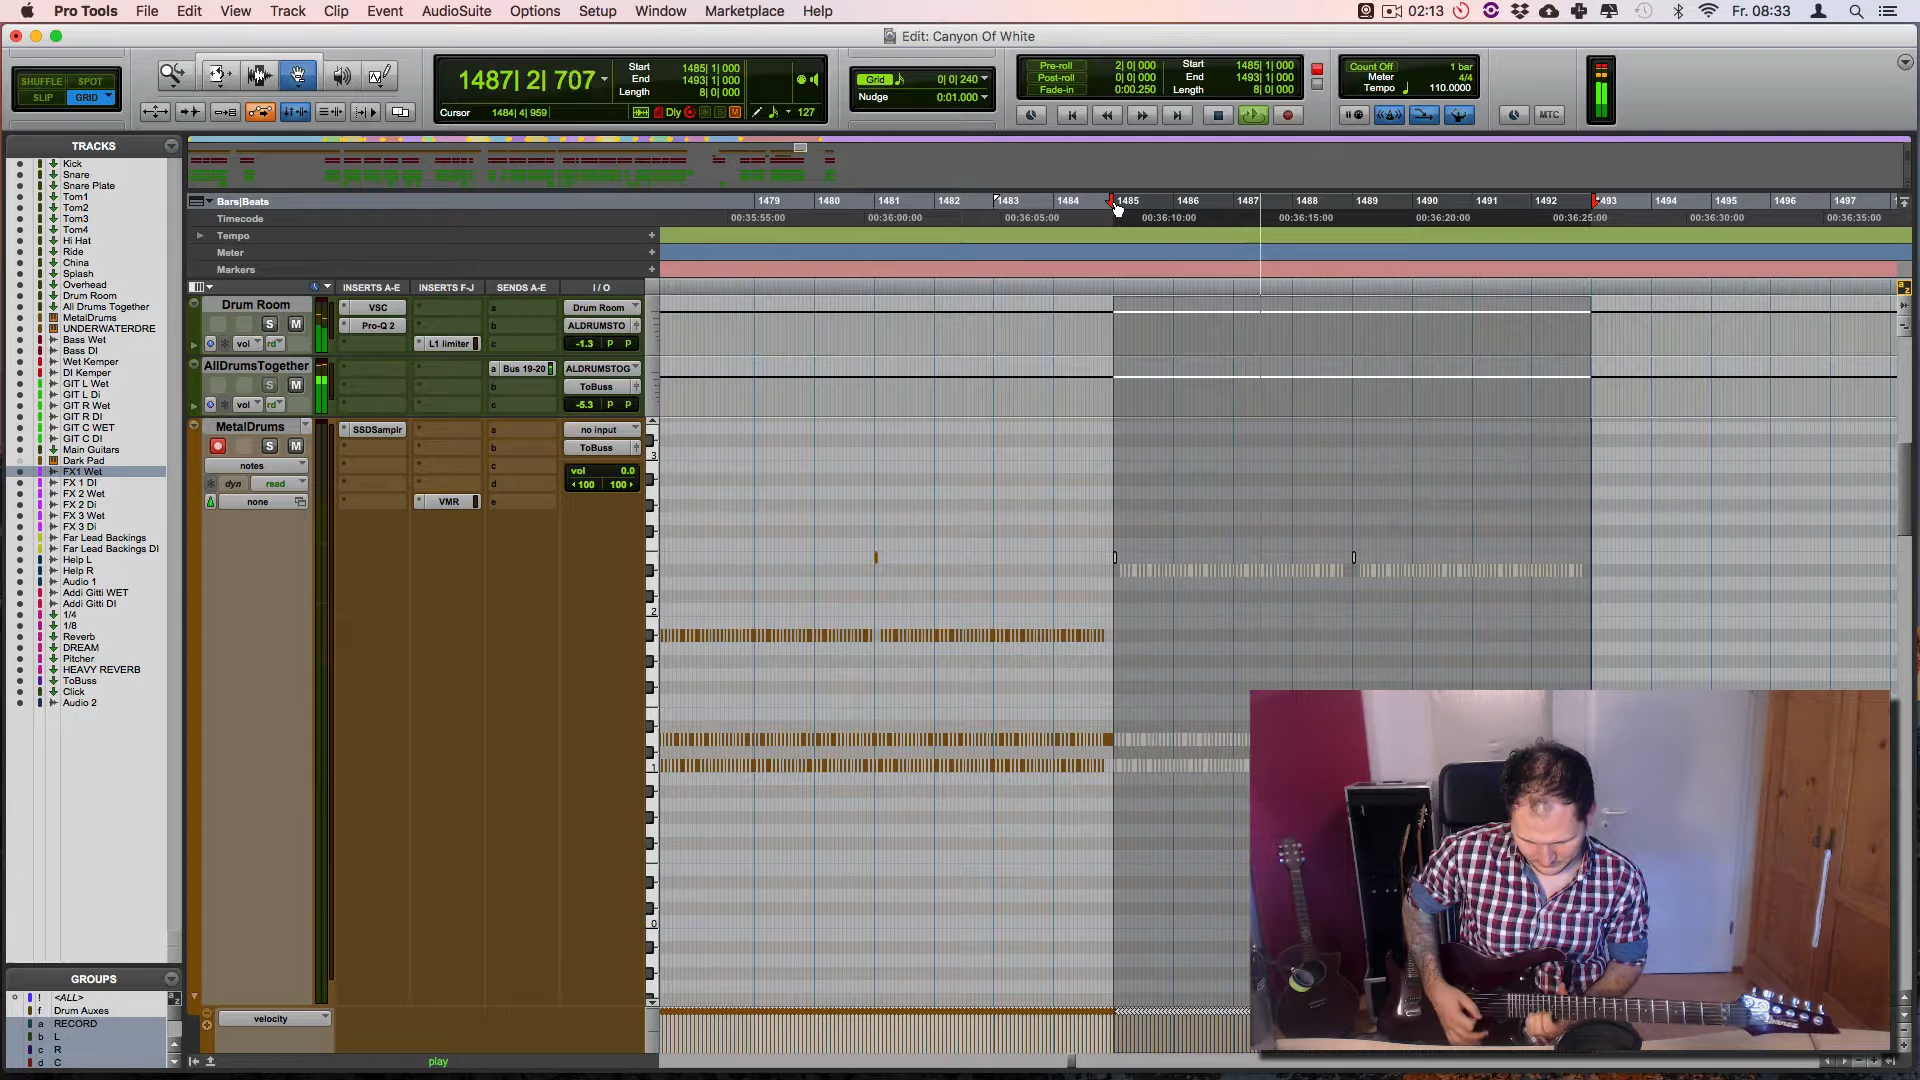 Pro Tools File Edit View Track Clip Event AudioSuite Options Setup Window Marketplace Help 02:13 Fr. 08:33
Edit: Canyon Of White
SHUFFLE SPOT
SLIP GRID
1487| 2| 707
Start 1485| 1| 000
End 1493| 1| 000
Length 8| 0| 000
Cursor 1484| 4| 959 Dly 127
Grid 0| 0| 240
Nudge 0:01.000
Pre-roll 2| 0| 000
Post-roll 0| 0| 000
Fade-in 0:00.250
Start 1485| 1| 000
End 1493| 1| 000
Length 8| 0| 000
Count Off 1 bar
Meter 4/4
Tempo 110.0000
MTC
TRACKS
Kick
Snare
Snare Plate
Tom1
Tom2
Tom3
Tom4
Hi Hat
Ride
China
Splash
Overhead
Drum Room
All Drums Together
MetalDrums
UNDERWATERDRE
Bass Wet
Bass DI
Wet Kemper
DI Kemper
GIT L Wet
GIT L Di
GIT R Wet
GIT R DI
GIT C WET
GIT C DI
Main Guitars
Dark Pad
FX1 Wet
FX 1 DI
FX 2 Wet
FX 2 Di
FX 3 Wet
FX 3 Di
Far Lead Backings
Far Lead Backings DI
Help L
Help R
Audio 1
Addi Gitti WET
Addi Gitti DI
1/4
1/8
Reverb
DREAM
Pitcher
HEAVY REVERB
ToBuss
Click
Audio 2
GROUPS
! <ALL>
f Drum Auxes
a RECORD
b L
c R
d C
Bars|Beats 1479 1480 1481 1482 1483 1484 1485 1486 1487 1488 1489 1490 1491 1492 1493 1494 1495 1496 1497
Timecode 00:35:55:00 00:36:00:00 00:36:05:00 00:36:10:00 00:36:15:00 00:36:20:00 00:36:25:00 00:36:30:00 00:36:35:00
Tempo
Meter
Markers
INSERTS A-E INSERTS F-J SENDS A-E I / O
Drum Room VSC a Drum Room
S M Pro-Q 2 b ALDRUMSTO
vol rd L1 limiter c -1.3 p p
AllDrumsTogether a Bus 19-20 ALDRUMSTOG
S M b ToBuss
vol rd c -5.3 p p
MetalDrums SSDSamplr a no input
S M b ToBuss
notes c vol 0.0
dyn read d 100 100
none VMR e
3
2
1
0
velocity
play
Ibanez